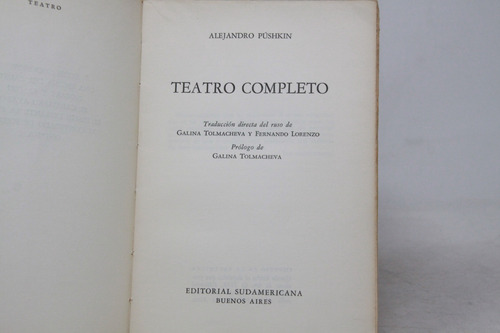 TEATRO
ALEJANDRO PÚSHKIN
TEATRO COMPLETO
Traducción directa del ruso de
GALINA TOLMACHEVA Y FERNANDO LORENZO
Prólogo de
GALINA TOLMACHEVA
EDITORIAL SUDAMERICANA
BUENOS AIRES